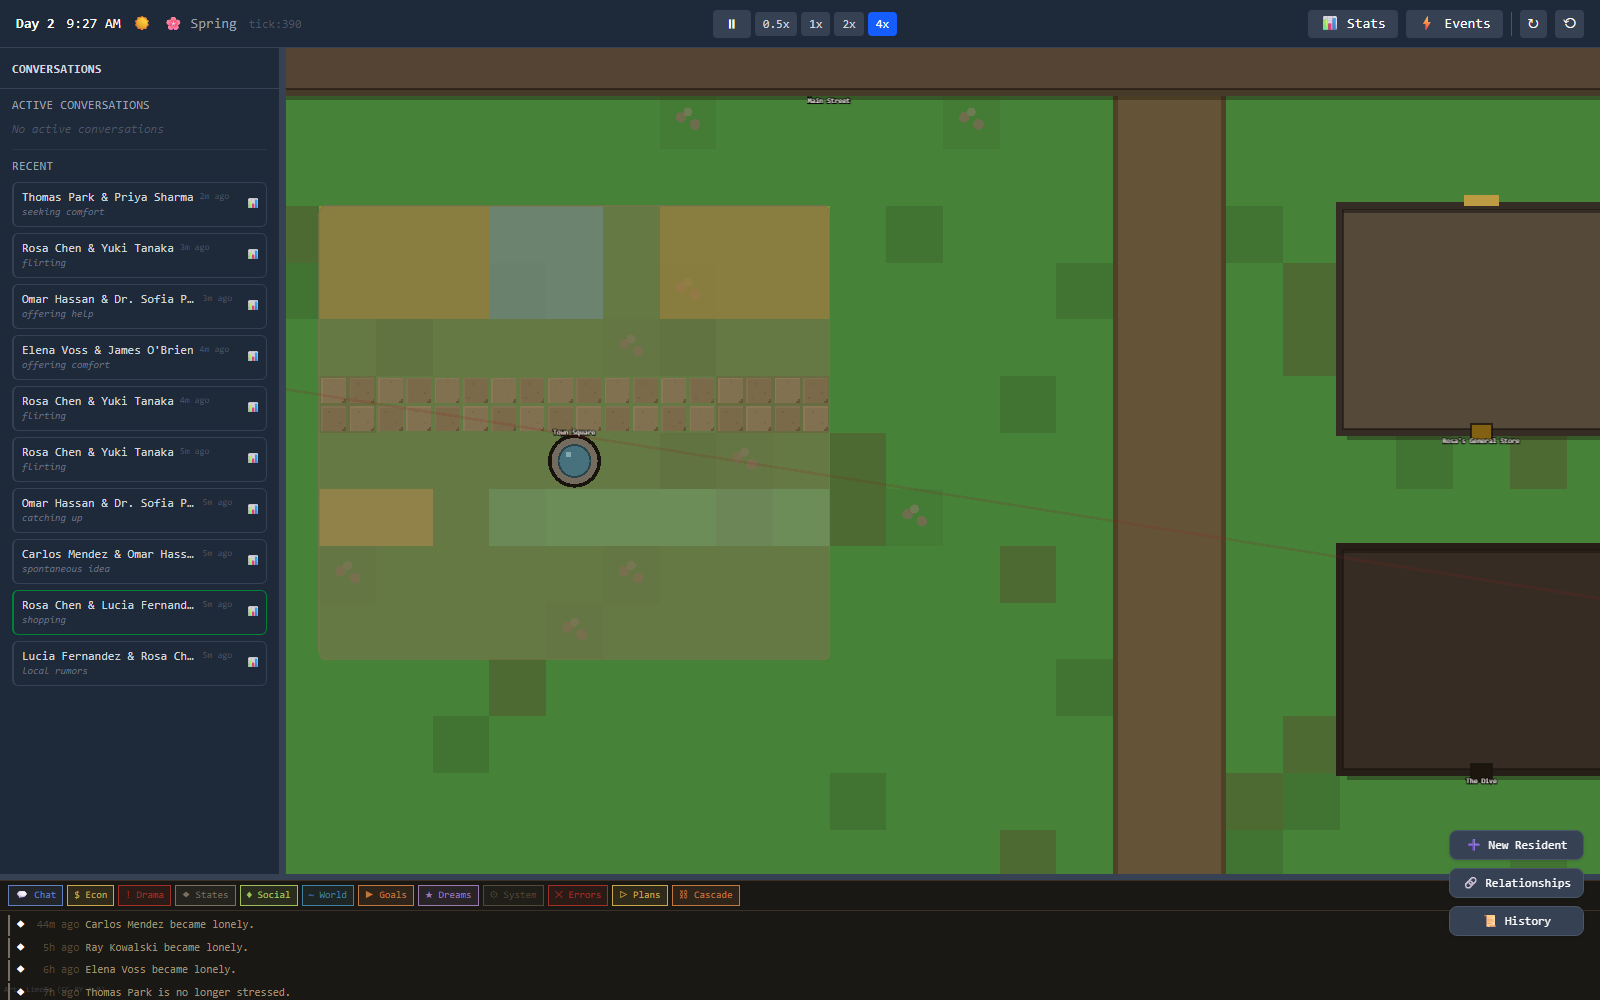 Day 2 9:27 AM Spring tick:390
0.5x 1x 2x 4x
Stats Events
CONVERSATIONS
ACTIVE CONVERSATIONS
No active conversations
RECENT
Thomas Park & Priya Sharma 2m ago
seeking comfort
Rosa Chen & Yuki Tanaka 3m ago
flirting
Omar Hassan & Dr. Sofia P… 3m ago
offering help
Elena Voss & James O'Brien 4m ago
offering comfort
Rosa Chen & Yuki Tanaka 4m ago
flirting
Rosa Chen & Yuki Tanaka 5m ago
flirting
Omar Hassan & Dr. Sofia P… 5m ago
catching up
Carlos Mendez & Omar Hass… 5m ago
spontaneous idea
Rosa Chen & Lucia Fernand… 5m ago
shopping
Lucia Fernandez & Rosa Ch… 5m ago
local rumors
Main Street
Town Square
Rosa's General Store
The Dive
New Resident
Relationships
History
Chat $ Econ ! Drama States Social ~ World Goals Dreams System Errors Plans Cascade
44m ago Carlos Mendez became lonely.
5h ago Ray Kowalski became lonely.
6h ago Elena Voss became lonely.
7h ago Thomas Park is no longer stressed.